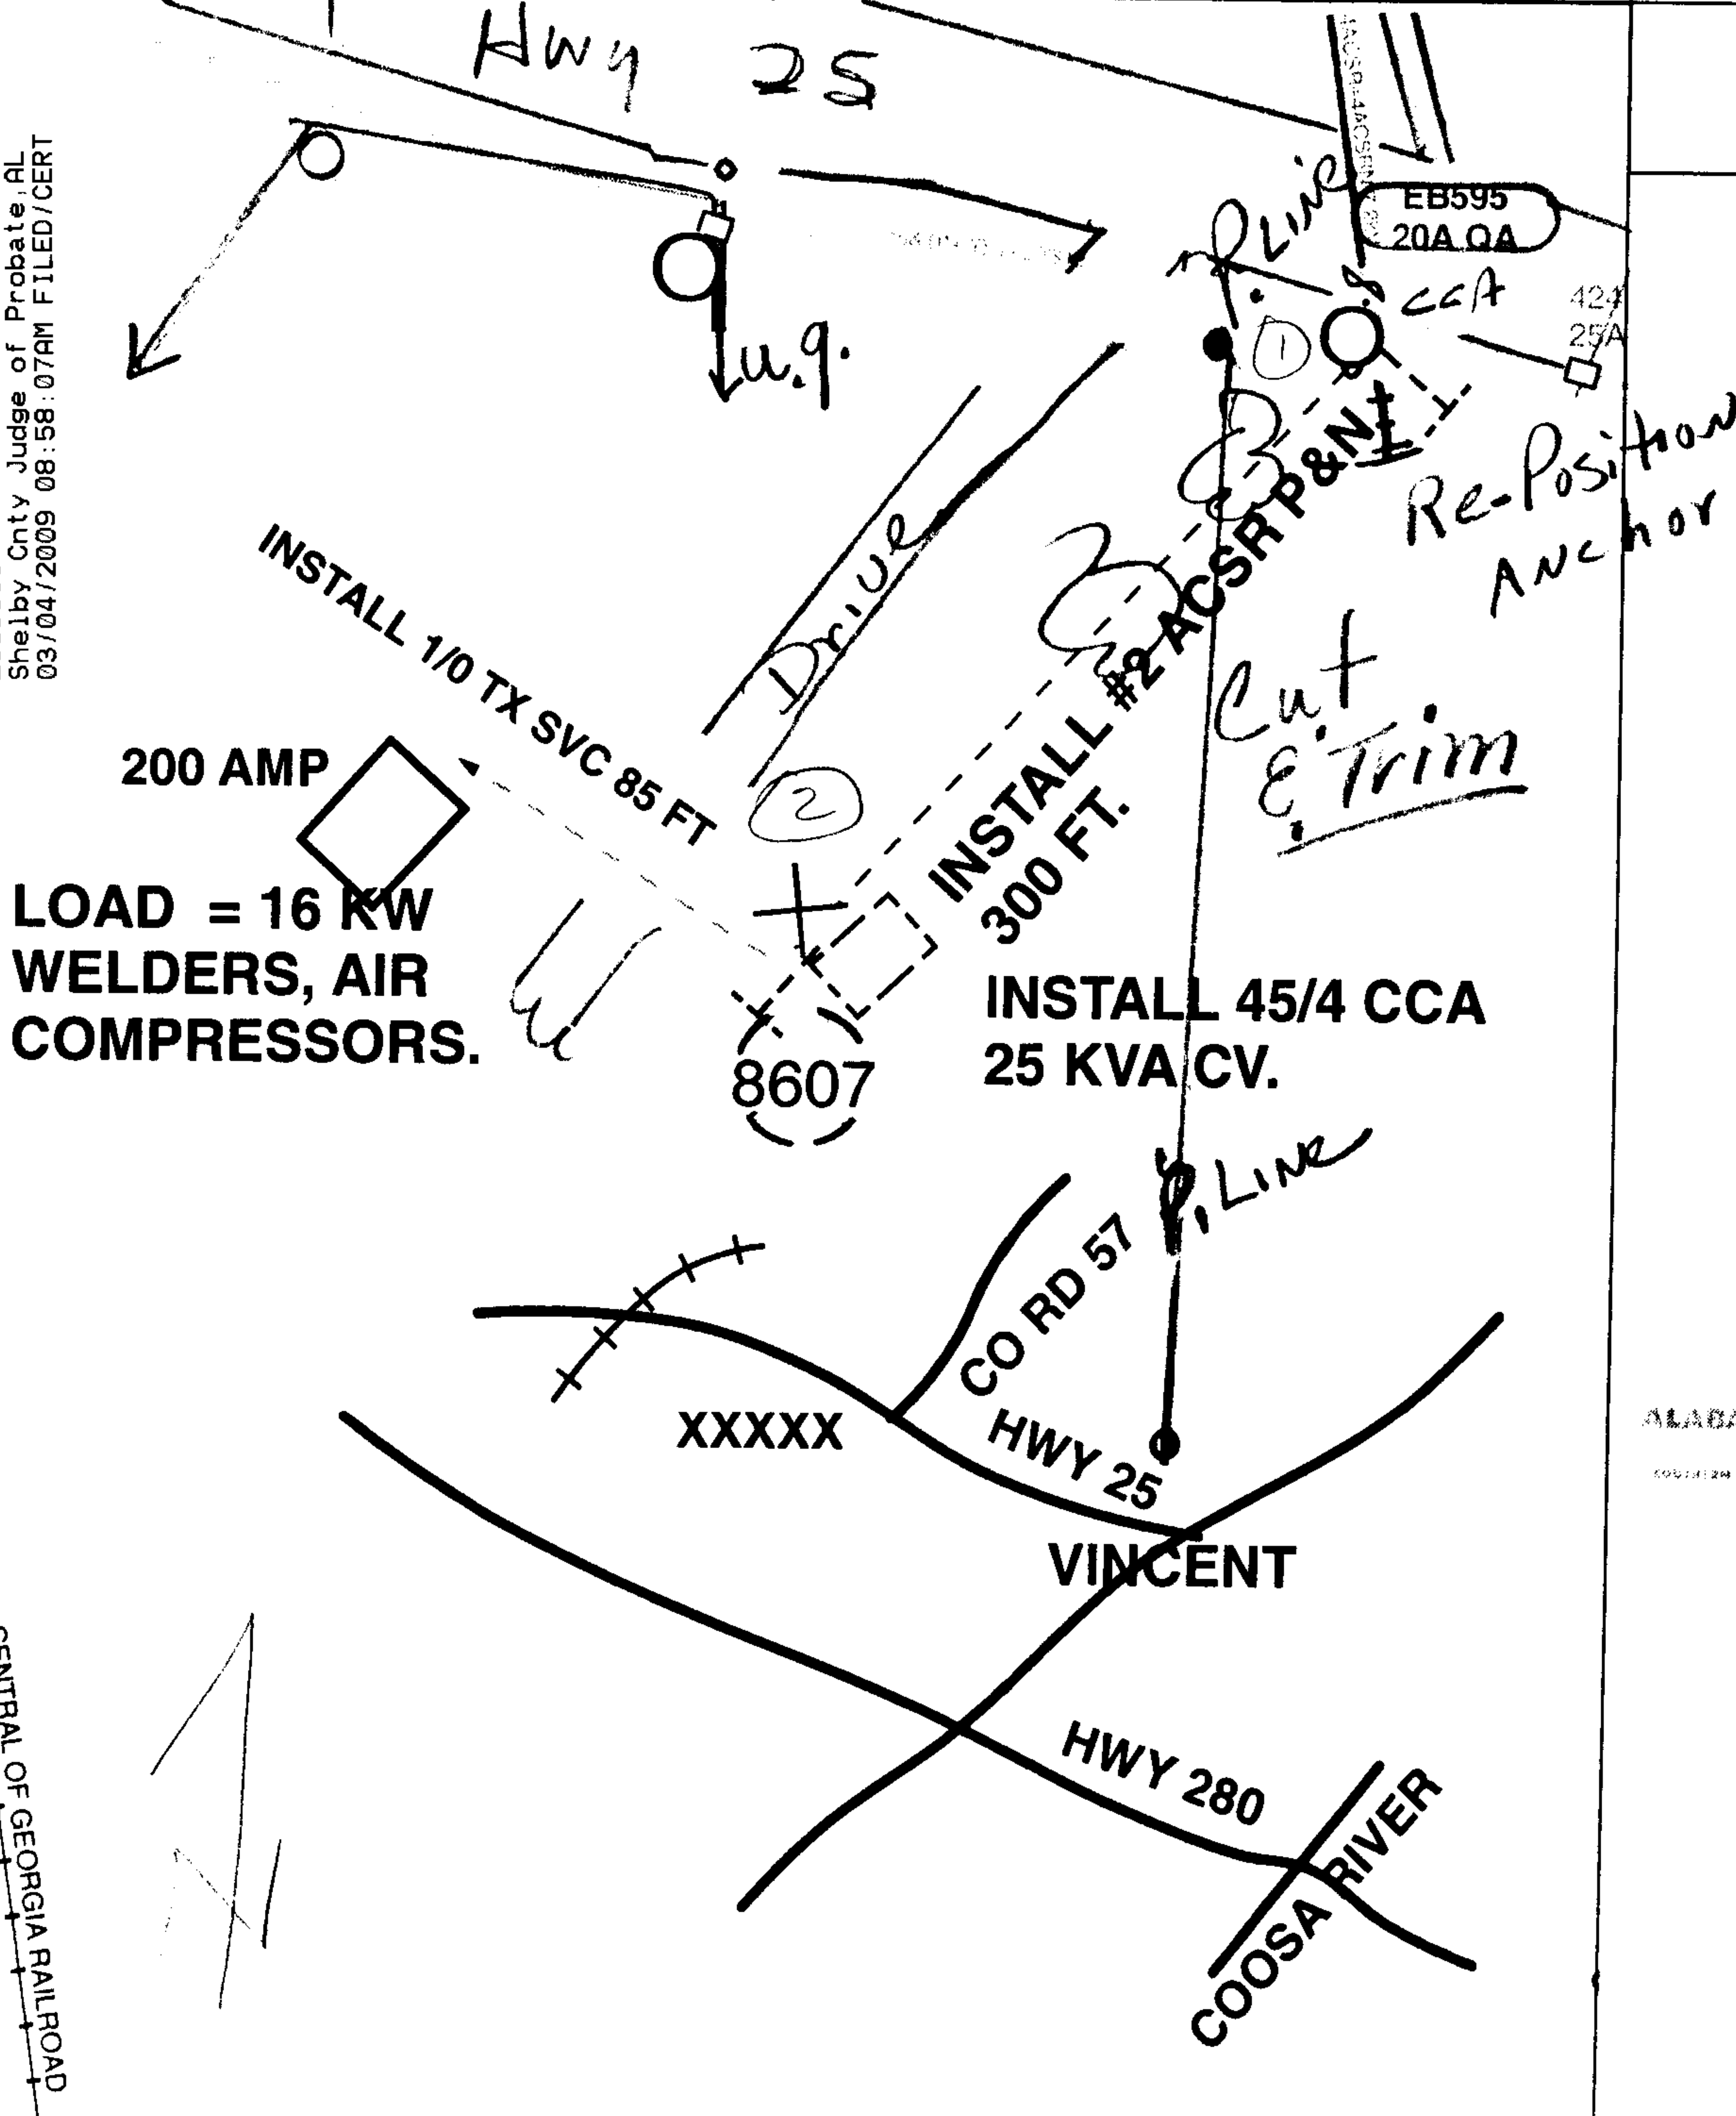 Shelby Cnty Judge of Probate, AL
03/04/2009 08:58:07AM FILED/CERT
Hwy 25
P Line
EB595
20A QA
CCA
424
25A
1
u.g.
Re-Position
Anchor
Drive
INSTALL #2 ACSR P&N
300 FT.
Cut
& Trim
INSTALL 1/0 TX SVC 85 FT
200 AMP
2
LOAD = 16 KW
WELDERS, AIR
COMPRESSORS.
INSTALL 45/4 CCA
25 KVA CV.
8607
P. Line
CO RD 57
XXXXX
HWY 25
VINCENT
HWY 280
COOSA RIVER
N
CENTRAL OF GEORGIA RAILROAD